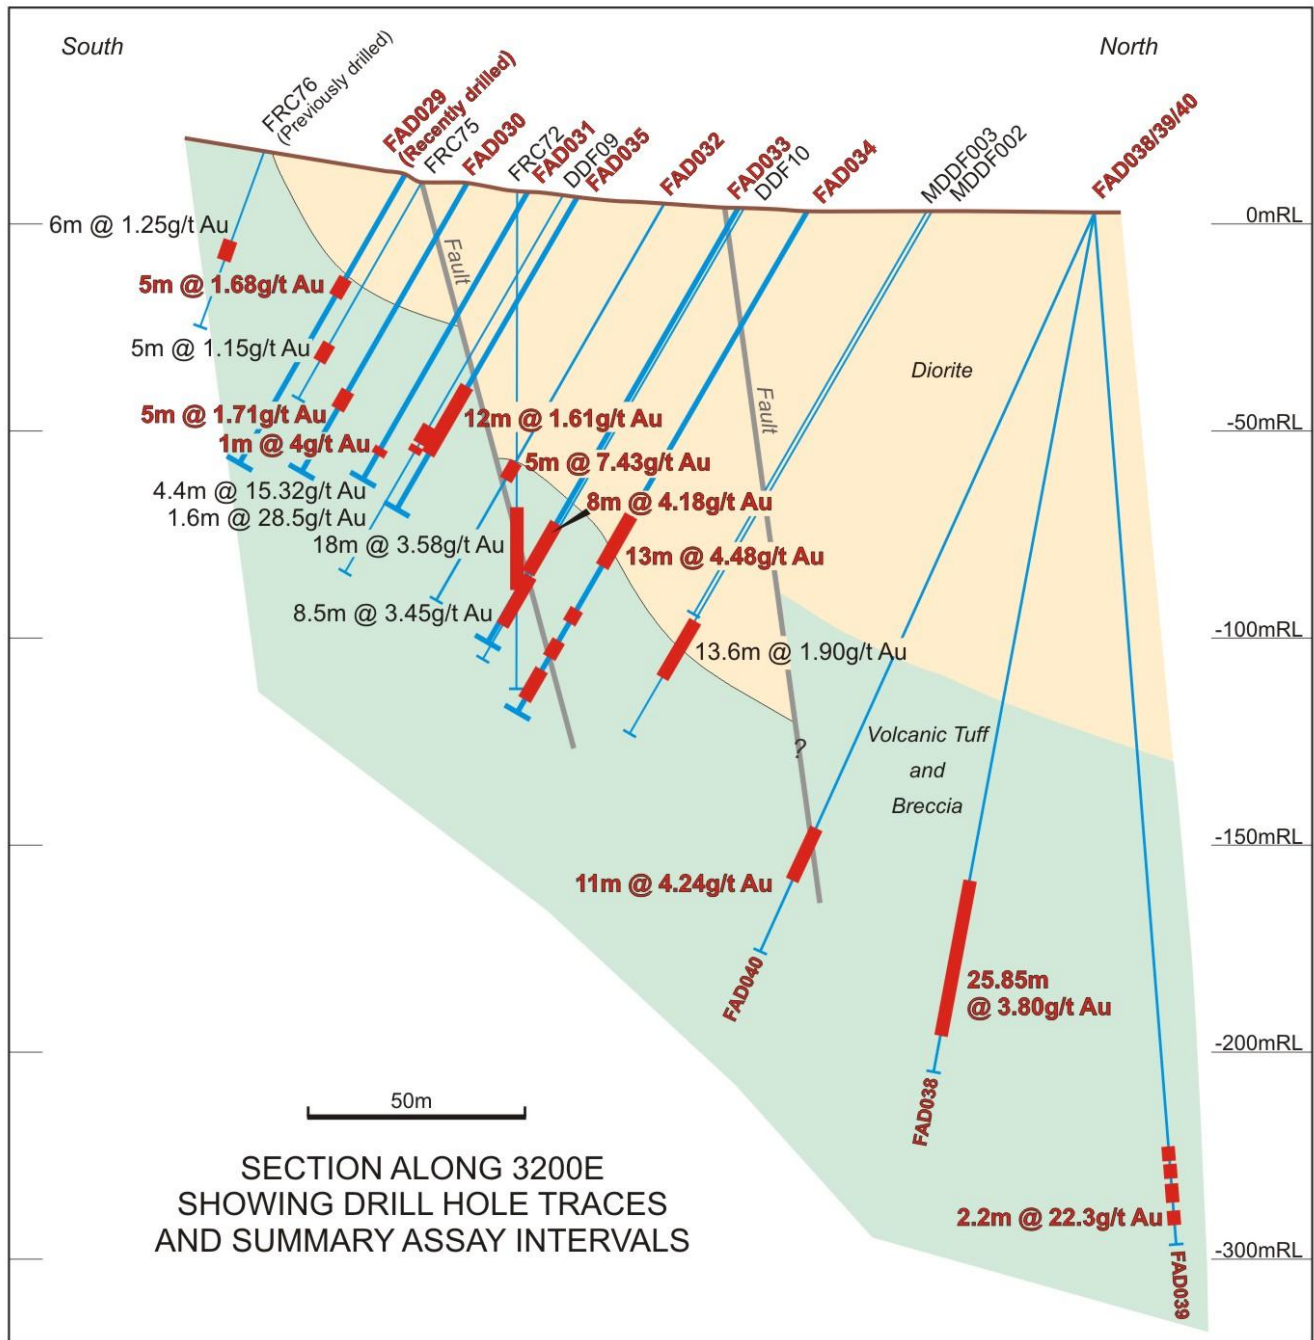 South
North
FRC76
(Previously drilled)
FAD029
(Recently drilled)
FRC75
FAD030
FRC72
FAD031
DDF09
FAD035
FAD032
FAD033
DDF10
FAD034
MDDF003
MDDF002
FAD038/39/40
0mRL
6m @ 1.25g/t Au
Fault
5m @ 1.68g/t Au
5m @ 1.15g/t Au
Diorite
Fault
5m @ 1.71g/t Au
12m @ 1.61g/t Au
-50mRL
1m @ 4g/t Au
5m @ 7.43g/t Au
4.4m @ 15.32g/t Au
8m @ 4.18g/t Au
1.6m @ 28.5g/t Au
18m @ 3.58g/t Au
13m @ 4.48g/t Au
8.5m @ 3.45g/t Au
-100mRL
13.6m @ 1.90g/t Au
?
Volcanic Tuff
and
Breccia
-150mRL
11m @ 4.24g/t Au
FAD040
25.85m
@ 3.80g/t Au
-200mRL
FAD038
50m
2.2m @ 22.3g/t Au
-300mRL
FAD039
SECTION ALONG 3200E
SHOWING DRILL HOLE TRACES
AND SUMMARY ASSAY INTERVALS